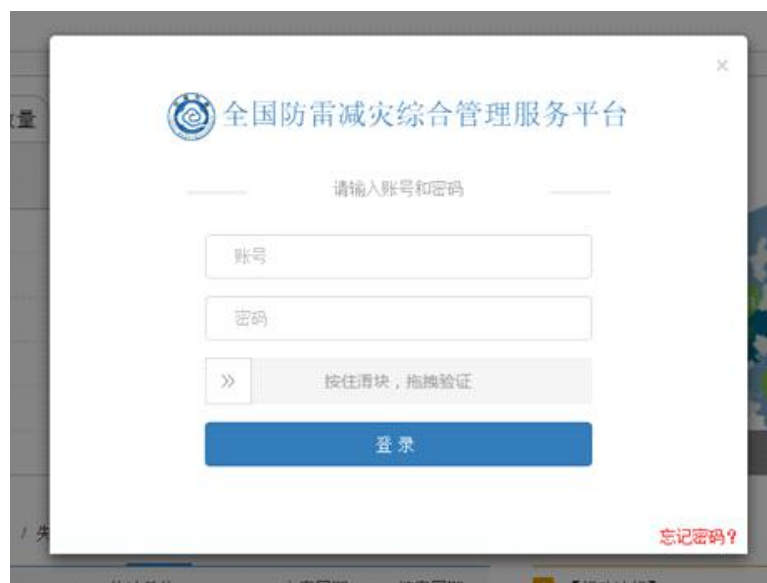 ×
量
全国防雷减灾综合管理服务平台
请输入账号和密码
账号
密码
» 按住滑块，拖拽验证
登 录
/ 失
忘记密码？